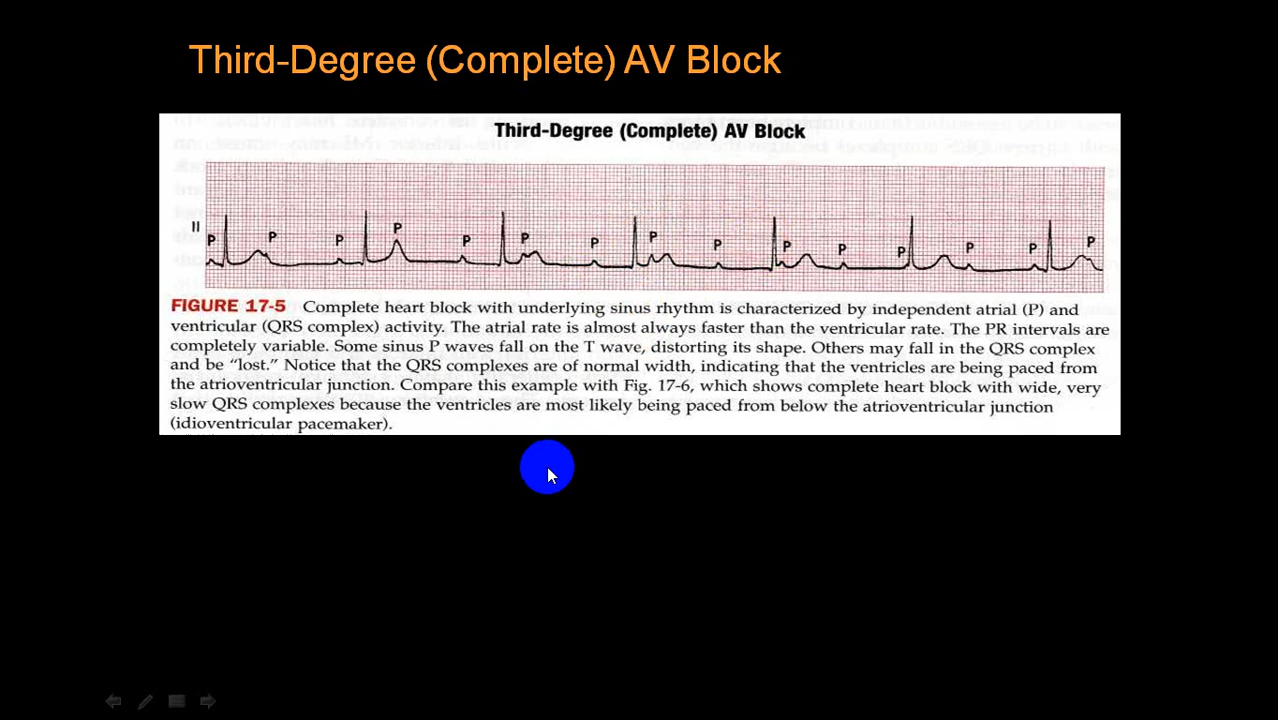 Third-Degree (Complete) AV Block
Third-Degree (Complete) AV Block
II
P P P P P P P P P P P P P P P
FIGURE 17-5 Complete heart block with underlying sinus rhythm is characterized by independent atrial (P) and
ventricular (QRS complex) activity. The atrial rate is almost always faster than the ventricular rate. The PR intervals are
completely variable. Some sinus P waves fall on the T wave, distorting its shape. Others may fall in the QRS complex
and be “lost.” Notice that the QRS complexes are of normal width, indicating that the ventricles are being paced from
the atrioventricular junction. Compare this example with Fig. 17-6, which shows complete heart block with wide, very
slow QRS complexes because the ventricles are most likely being paced from below the atrioventricular junction
(idioventricular pacemaker).